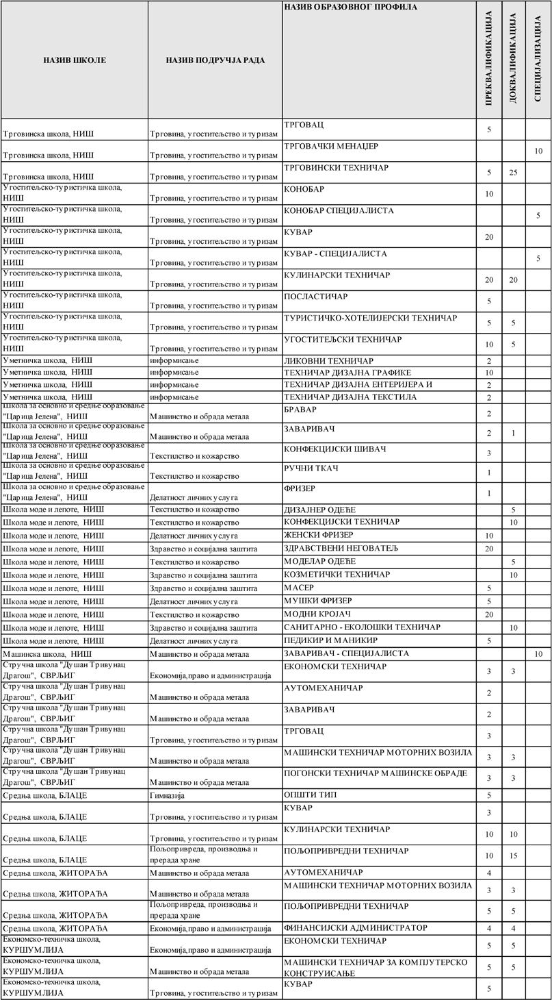 НАЗИВ ШКОЛЕ НАЗИВ ПОДРУЧЈА РАДА НАЗИВ ОБРАЗОВНОГ ПРОФИЛА ПРЕКВАЛИФИКАЦИЈА ДОКВАЛИФИКАЦИЈА СПЕЦИЈАЛИЗАЦИЈА
Трговинска школа, НИШ Трговина, угоститељство и туризам ТРГОВАЦ 5
Трговинска школа, НИШ Трговина, угоститељство и туризам ТРГОВАЧКИ МЕНАЏЕР 10
Трговинска школа, НИШ Трговина, угоститељство и туризам ТРГОВИНСКИ ТЕХНИЧАР 5 25
Угоститељско-туристичка школа,
НИШ Трговина, угоститељство и туризам КОНОБАР 10
Угоститељско-туристичка школа,
НИШ Трговина, угоститељство и туризам КОНОБАР СПЕЦИЈАЛИСТА 5
Угоститељско-туристичка школа,
НИШ Трговина, угоститељство и туризам КУВАР 20
Угоститељско-туристичка школа,
НИШ Трговина, угоститељство и туризам КУВАР - СПЕЦИЈАЛИСТА 5
Угоститељско-туристичка школа,
НИШ Трговина, угоститељство и туризам КУЛИНАРСКИ ТЕХНИЧАР 20 20
Угоститељско-туристичка школа,
НИШ Трговина, угоститељство и туризам ПОСЛАСТИЧАР 5
Угоститељско-туристичка школа,
НИШ Трговина, угоститељство и туризам ТУРИСТИЧКО-ХОТЕЛИЈЕРСКИ ТЕХНИЧАР 5 5
Угоститељско-туристичка школа,
НИШ Трговина, угоститељство и туризам УГОСТИТЕЉСКИ ТЕХНИЧАР 10 5
Уметничка школа, НИШ информисање ЛИКОВНИ ТЕХНИЧАР 2
Уметничка школа, НИШ информисање ТЕХНИЧАР ДИЗАЈНА ГРАФИКЕ 10
Уметничка школа, НИШ информисање ТЕХНИЧАР ДИЗАЈНА ЕНТЕРИЈЕРА И 2
Уметничка школа, НИШ информисање ТЕХНИЧАР ДИЗАЈНА ТЕКСТИЛА 2
Школа за основно и средње образовање
"Царица Јелена", НИШ Машинство и обрада метала БРАВАР 2
Школа за основно и средње образовање
"Царица Јелена", НИШ Машинство и обрада метала ЗАВАРИВАЧ 2 1
Школа за основно и средње образовање
"Царица Јелена", НИШ Текстилство и кожарство КОНФЕКЦИЈСКИ ШИВАЧ 3
Школа за основно и средње образовање
"Царица Јелена", НИШ Текстилство и кожарство РУЧНИ ТКАЧ 1
Школа за основно и средње образовање
"Царица Јелена", НИШ Делатност личних услуга ФРИЗЕР 1
Школа моде и лепоте, НИШ Текстилство и кожарство ДИЗАЈНЕР ОДЕЋЕ 5
Школа моде и лепоте, НИШ Текстилство и кожарство КОНФЕКЦИЈСКИ ТЕХНИЧАР 10
Школа моде и лепоте, НИШ Делатност личних услуга ЖЕНСКИ ФРИЗЕР 10
Школа моде и лепоте, НИШ Здравство и социјална заштита ЗДРАВСТВЕНИ НЕГОВАТЕЉ 20
Школа моде и лепоте, НИШ Текстилство и кожарство МОДЕЛАР ОДЕЋЕ 5
Школа моде и лепоте, НИШ Здравство и социјална заштита КОЗМЕТИЧКИ ТЕХНИЧАР 10
Школа моде и лепоте, НИШ Здравство и социјална заштита МАСЕР 5
Школа моде и лепоте, НИШ Делатност личних услуга МУШКИ ФРИЗЕР 5
Школа моде и лепоте, НИШ Текстилство и кожарство МОДНИ КРОЈАЧ 20
Школа моде и лепоте, НИШ Здравство и социјална заштита САНИТАРНО - ЕКОЛОШКИ ТЕХНИЧАР 10
Школа моде и лепоте, НИШ Делатност личних услуга ПЕДИКИР И МАНИКИР 5
Машинска школа, НИШ Машинство и обрада метала ЗАВАРИВАЧ - СПЕЦИЈАЛИСТА 10
Стручна школа "Душан Тривунац
Драгош", СВРЉИГ Економија,право и администрација ЕКОНОМСКИ ТЕХНИЧАР 3 3
Стручна школа "Душан Тривунац
Драгош", СВРЉИГ Машинство и обрада метала АУТОМЕХАНИЧАР 2
Стручна школа "Душан Тривунац
Драгош", СВРЉИГ Машинство и обрада метала ЗАВАРИВАЧ 2
Стручна школа "Душан Тривунац
Драгош", СВРЉИГ Трговина, угоститељство и туризам ТРГОВАЦ 3
Стручна школа "Душан Тривунац
Драгош", СВРЉИГ Машинство и обрада метала МАШИНСКИ ТЕХНИЧАР МОТОРНИХ ВОЗИЛА 3 3
Стручна школа "Душан Тривунац
Драгош", СВРЉИГ Машинство и обрада метала ПОГОНСКИ ТЕХНИЧАР МАШИНСКЕ ОБРАДЕ 3 3
Средња школа, БЛАЦЕ Гимназија ОПШТИ ТИП 5
Средња школа, БЛАЦЕ Трговина, угоститељство и туризам КУВАР 3
Средња школа, БЛАЦЕ Трговина, угоститељство и туризам КУЛИНАРСКИ ТЕХНИЧАР 10 10
Средња школа, БЛАЦЕ Пољопривреда, производња и
прерада хране ПОЉОПРИВРЕДНИ ТЕХНИЧАР 10 15
Средња школа, ЖИТОРАЂА Машинство и обрада метала АУТОМЕХАНИЧАР 4
Средња школа, ЖИТОРАЂА Машинство и обрада метала МАШИНСКИ ТЕХНИЧАР МОТОРНИХ ВОЗИЛА 3 3
Средња школа, ЖИТОРАЂА Пољопривреда, производња и
прерада хране ПОЉОПРИВРЕДНИ ТЕХНИЧАР 5 5
Средња школа, ЖИТОРАЂА Економија,право и администрација ФИНАНСИЈСКИ АДМИНИСТРАТОР 4 4
Економско-техничка школа,
КУРШУМЛИЈА Економија,право и администрација ЕКОНОМСКИ ТЕХНИЧАР 5 5
Економско-техничка школа,
КУРШУМЛИЈА Машинство и обрада метала МАШИНСКИ ТЕХНИЧАР ЗА КОМПЈУТЕРСКО
КОНСТРУИСАЊЕ 5 5
Економско-техничка школа,
КУРШУМЛИЈА Трговина, угоститељство и туризам КУВАР 5